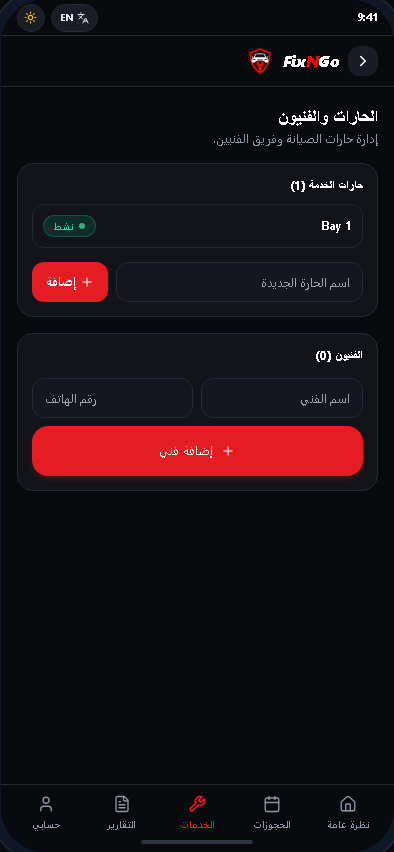 9:41
EN
FixNGo
الحارات والفنيون
إدارة حارات الصيانة وفريق الفنيين.
حارات الخدمة (1)
Bay 1
نشط
اسم الحارة الجديدة
+ إضافة
الفنيون (0)
اسم الفني
رقم الهاتف
+ إضافة فني
نظرة عامة
الحجوزات
الخدمات
التقارير
حسابي